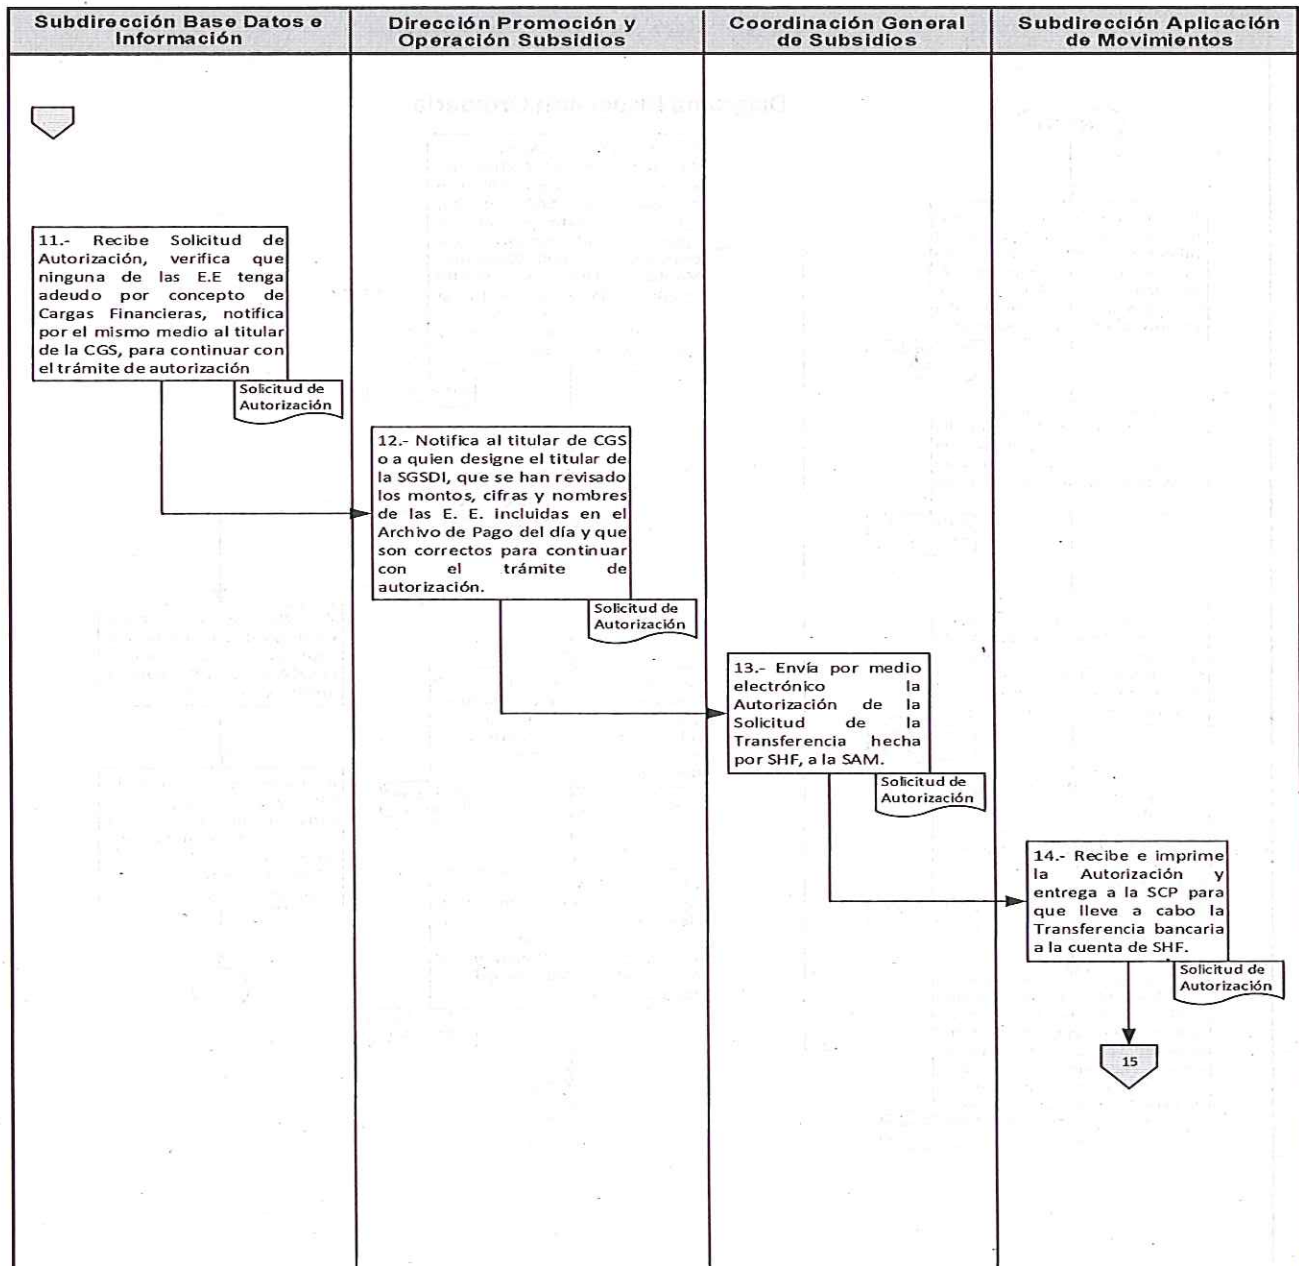 Subdirección Base Datos e
Información
Dirección Promoción y
Operación Subsidios
Coordinación General
de Subsidios
Subdirección Aplicación
de Movimientos
11.- Recibe Solicitud de
Autorización, verifica que
ninguna de las E.E tenga
adeudo por concepto de
Cargas Financieras, notifica
por el mismo medio al titular
de la CGS, para continuar con
el trámite de autorización
Solicitud de
Autorización
12.- Notifica al titular de CGS
o a quien designe el titular de
la SGSDI, que se han revisado
los montos, cifras y nombres
de las E. E. incluidas en el
Archivo de Pago del día y que
son correctos para continuar
con el trámite de
autorización.
Solicitud de
Autorización
13.- Envía por medio
electrónico la
Autorización de la
Solicitud de la
Transferencia hecha
por SHF, a la SAM.
Solicitud de
Autorización
14.- Recibe e imprime
la Autorización y
entrega a la SCP para
que lleve a cabo la
Transferencia bancaria
a la cuenta de SHF.
Solicitud de
Autorización
15